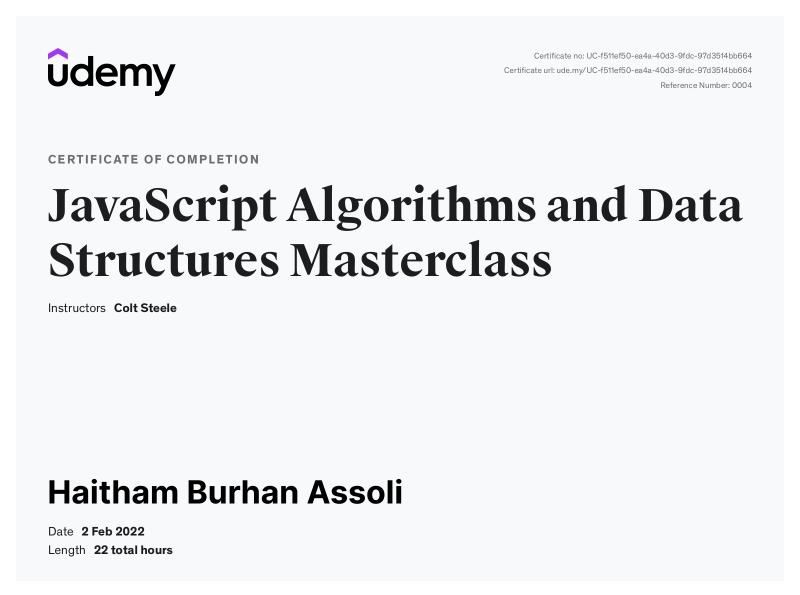 udemy
Certificate no: UC-f511ef50-ea4a-40d3-9fdc-97d3514bb664
Certificate url: ude.my/UC-f511ef50-ea4a-40d3-9fdc-97d3514bb664
Reference Number: 0004
CERTIFICATE OF COMPLETION
JavaScript Algorithms and Data
Structures Masterclass
Instructors Colt Steele
Haitham Burhan Assoli
Date 2 Feb 2022
Length 22 total hours